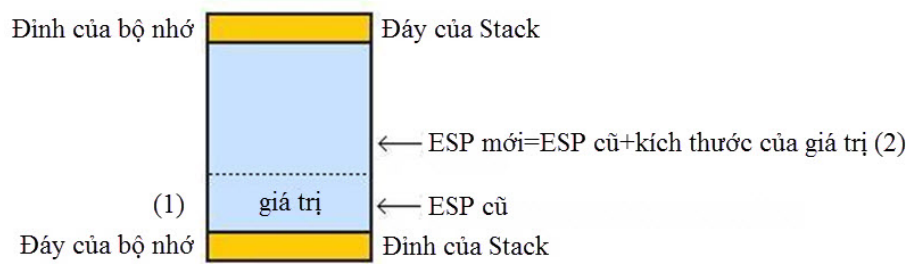 Đỉnh của bộ nhớ Đáy của Stack
ESP mới=ESP cũ+kích thước của giá trị (2)
(1) giá trị ESP cũ
Đáy của bộ nhớ Đỉnh của Stack